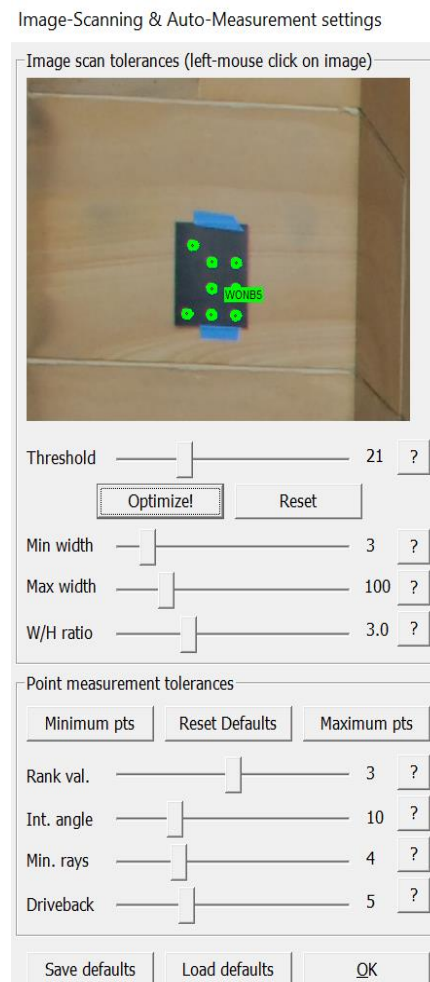 Image-Scanning & Auto-Measurement settings
Image scan tolerances (left-mouse click on image)
WONB5
Threshold 21 ?
Optimize! Reset
Min width 3 ?
Max width 100 ?
W/H ratio 3.0 ?
Point measurement tolerances
Minimum pts Reset Defaults Maximum pts
Rank val. 3 ?
Int. angle 10 ?
Min. rays 4 ?
Driveback 5 ?
Save defaults Load defaults OK